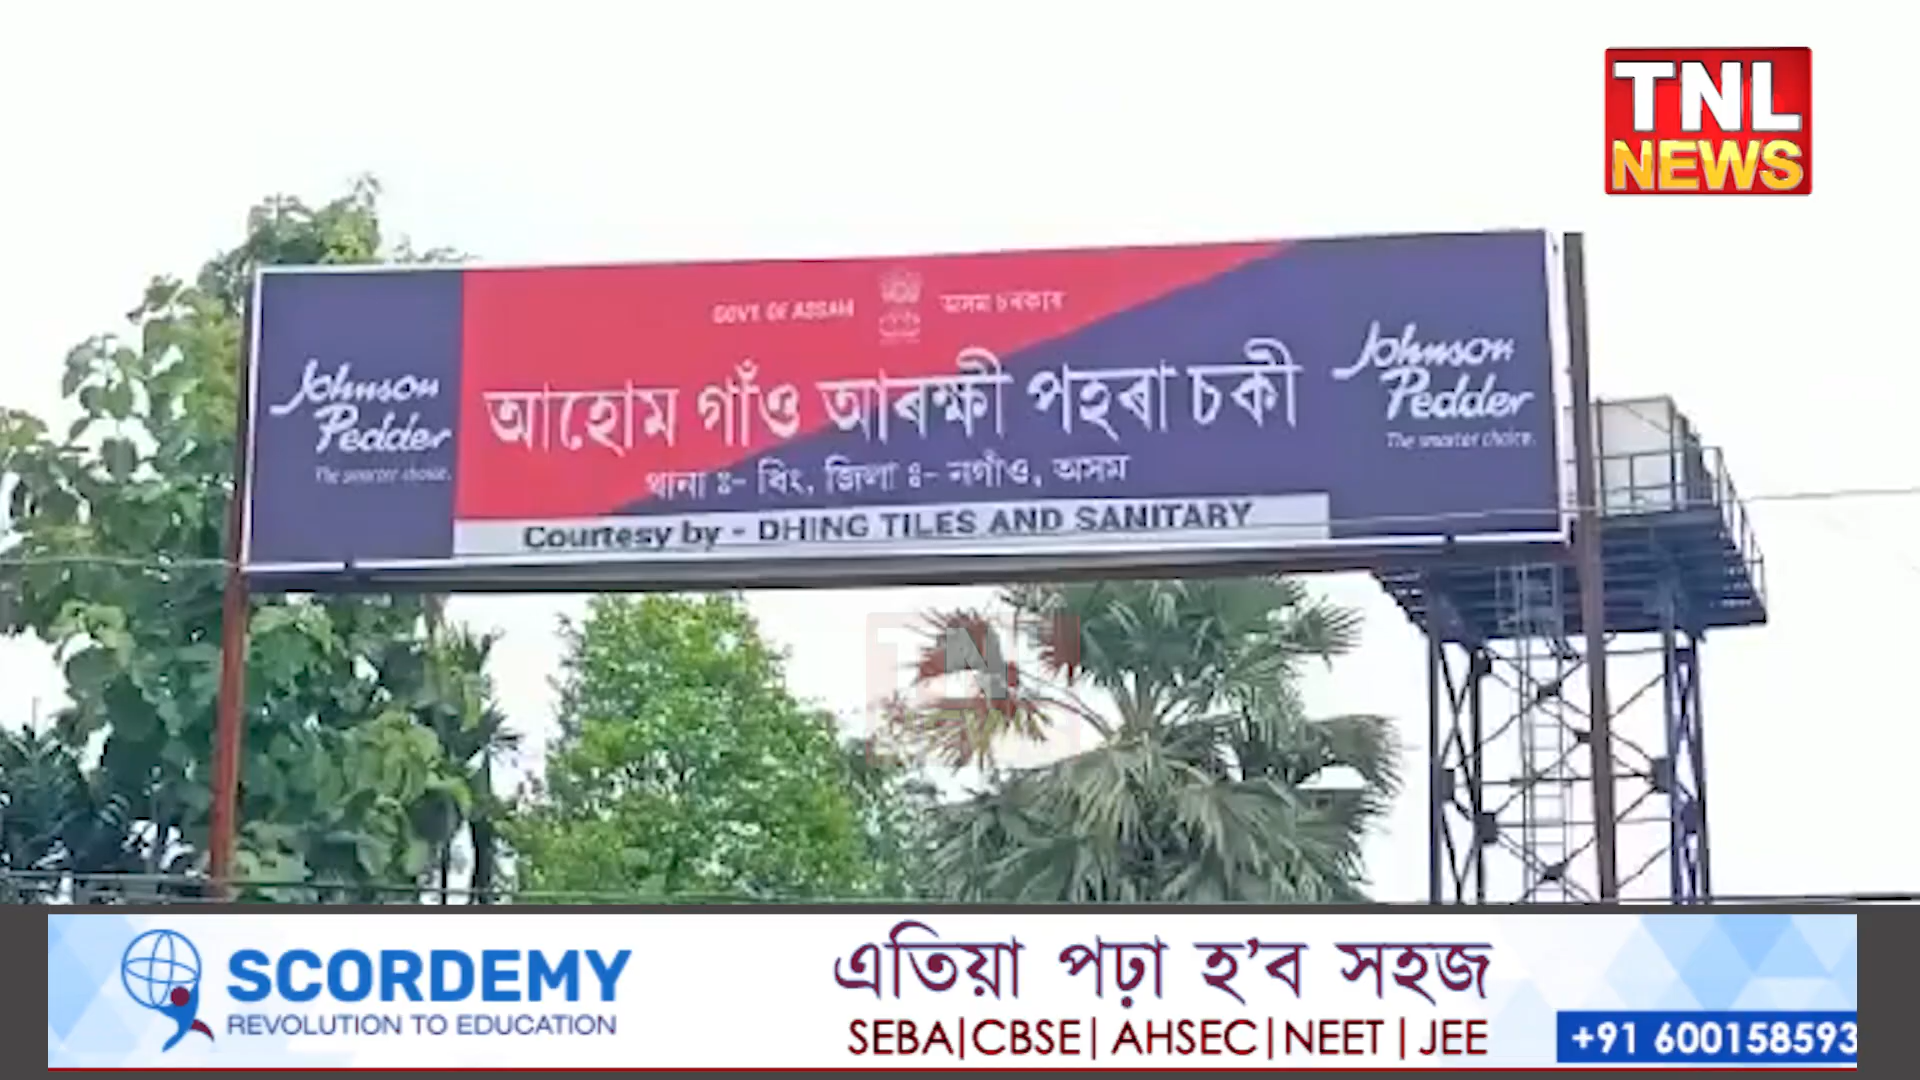 TNL
NEWS
GOVT. OF ASSAM অসম চৰকাৰ
Johnson
Pedder
The smarter choice.
আহোম গাঁও আৰক্ষী পহৰা চকী
থানা ঃ- ধিং, জিলা ঃ- নগাঁও, অসম
Courtesy by - DHING TILES AND SANITARY
Johnson
Pedder
The smarter choice.
TNL
NEWS
SCORDEMY
REVOLUTION TO EDUCATION
এতিয়া পঢ়া হ'ব সহজ
SEBA|CBSE| AHSEC|NEET | JEE
+91 600158593